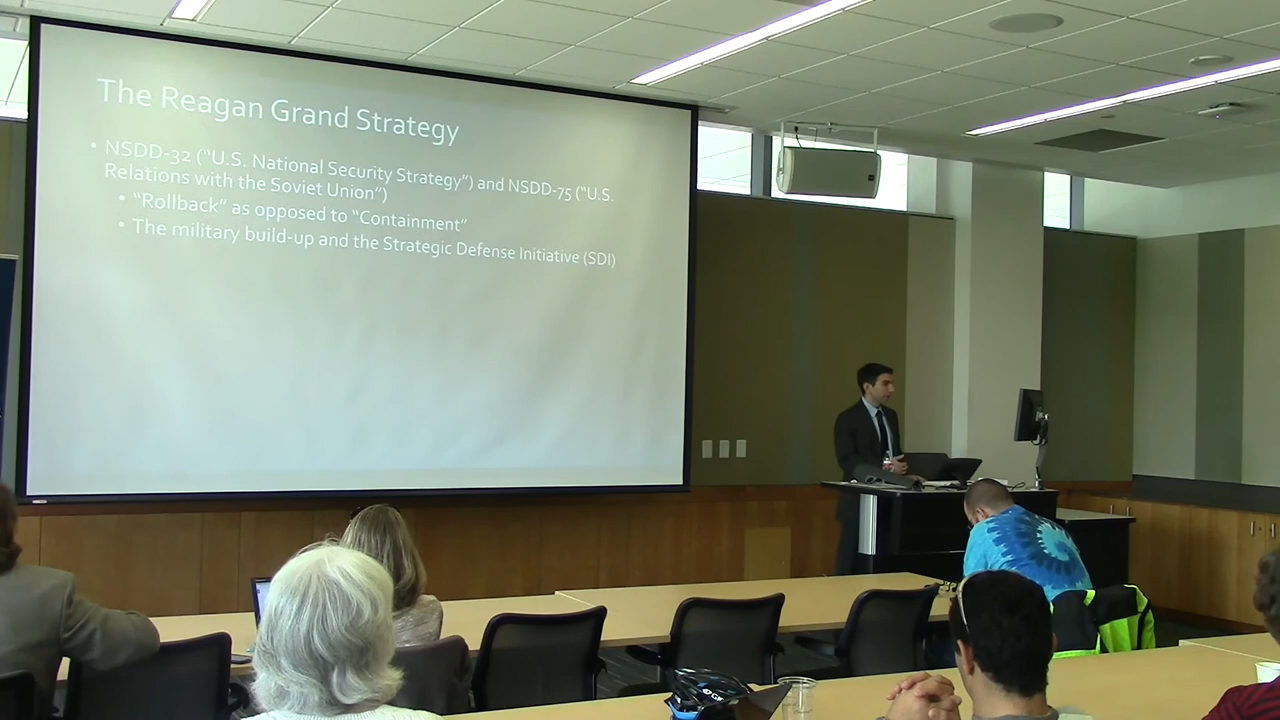 The Reagan Grand Strategy
• NSDD-32 ("U.S. National Security Strategy") and NSDD-75 ("U.S.
Relations with the Soviet Union")
• "Rollback" as opposed to "Containment"
• The military build-up and the Strategic Defense Initiative (SDI)